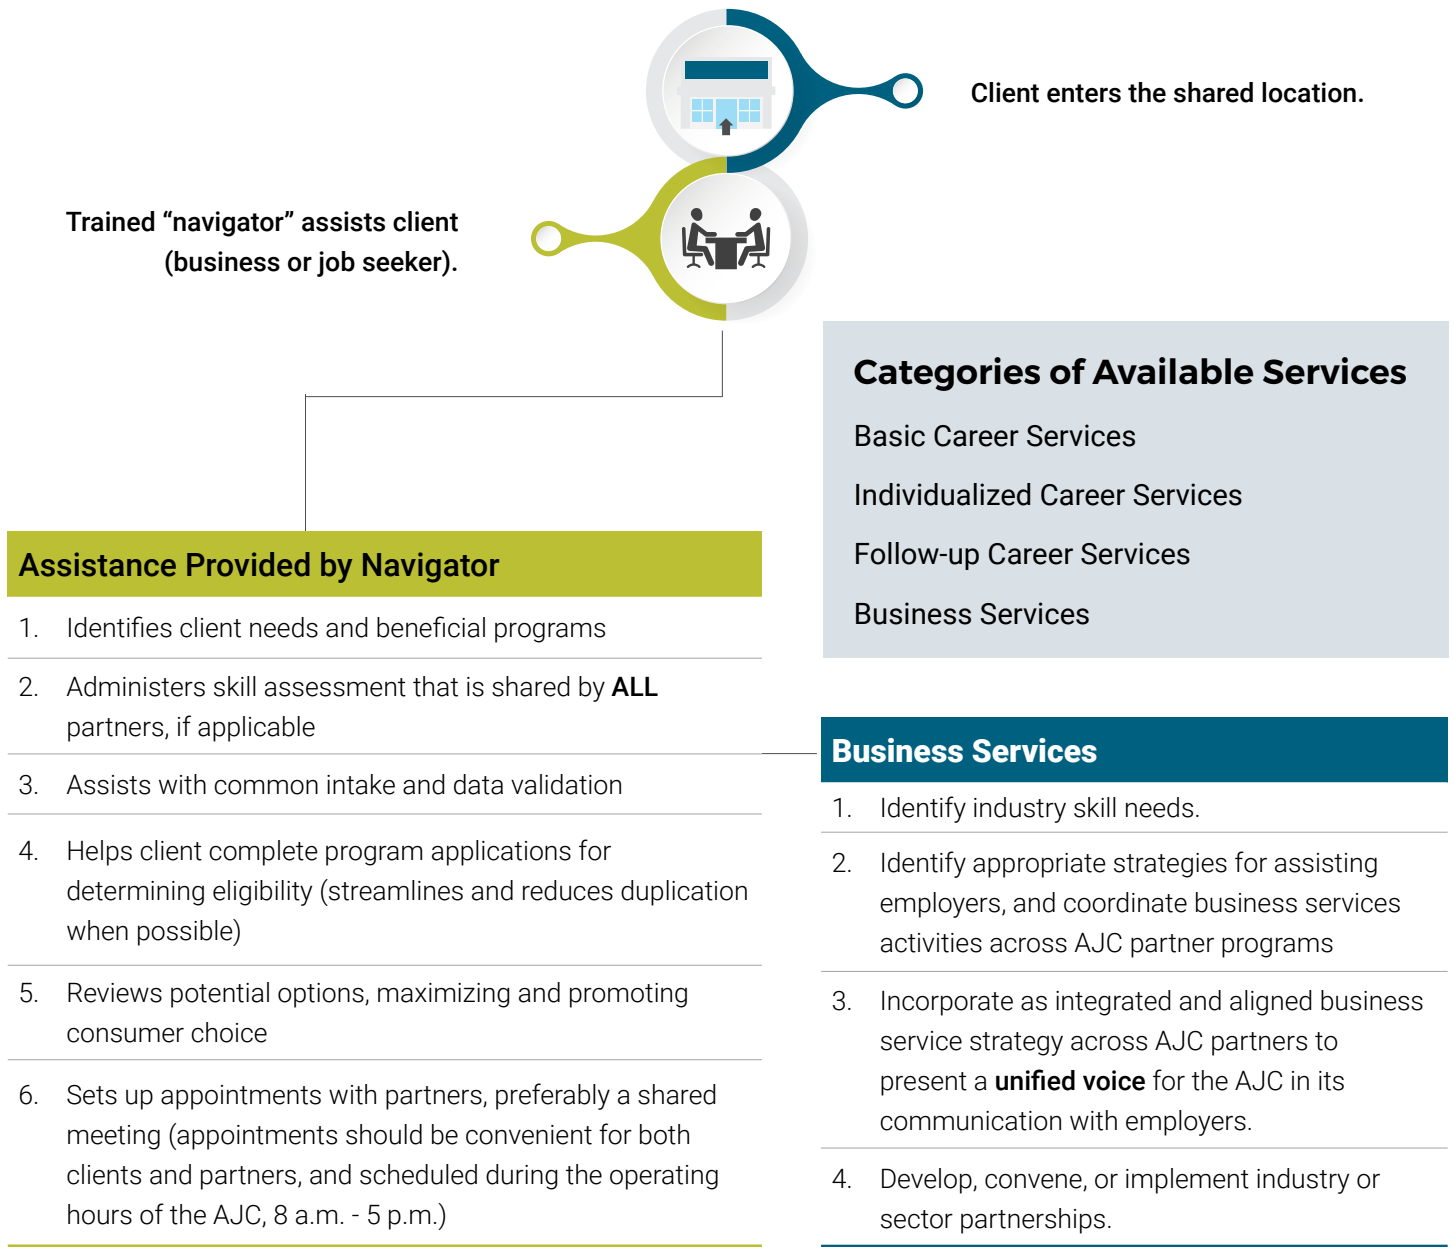 Client enters the shared location.
Trained “navigator” assists client
(business or job seeker).
Categories of Available Services
Basic Career Services
Individualized Career Services
Follow-up Career Services
Business Services
Assistance Provided by Navigator
1. Identifies client needs and beneficial programs
2. Administers skill assessment that is shared by ALL
partners, if applicable
3. Assists with common intake and data validation
4. Helps client complete program applications for
determining eligibility (streamlines and reduces duplication
when possible)
5. Reviews potential options, maximizing and promoting
consumer choice
6. Sets up appointments with partners, preferably a shared
meeting (appointments should be convenient for both
clients and partners, and scheduled during the operating
hours of the AJC, 8 a.m. - 5 p.m.)
Business Services
1. Identify industry skill needs.
2. Identify appropriate strategies for assisting
employers, and coordinate business services
activities across AJC partner programs
3. Incorporate as integrated and aligned business
service strategy across AJC partners to
present a unified voice for the AJC in its
communication with employers.
4. Develop, convene, or implement industry or
sector partnerships.